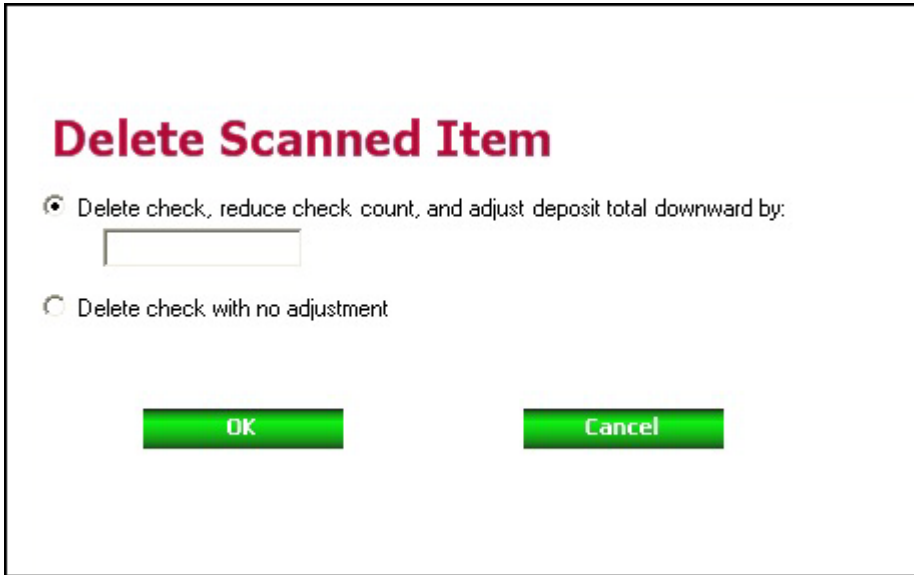 Delete Scanned Item
Delete check, reduce check count, and adjust deposit total downward by:
Delete check with no adjustment
OK
Cancel